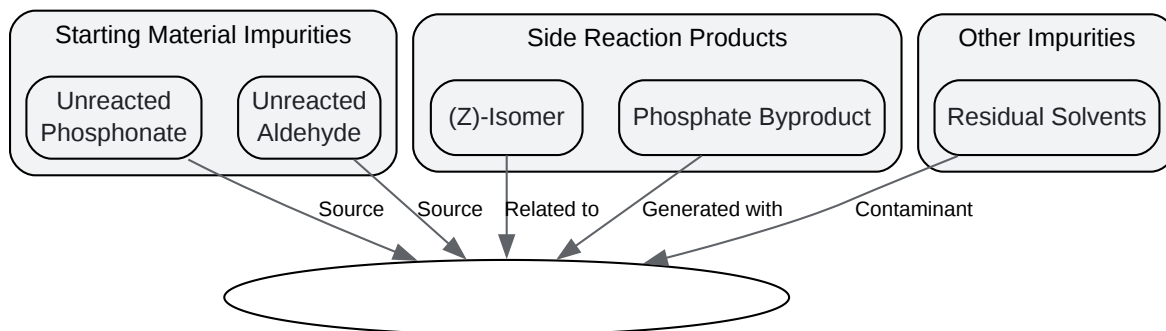 Starting Material Impurities
Side Reaction Products
Other Impurities
Unreacted
Phosphonate
Unreacted
Aldehyde
(Z)-Isomer
Phosphate Byproduct
Residual Solvents
Source
Source
Related to
Generated with
Contaminant